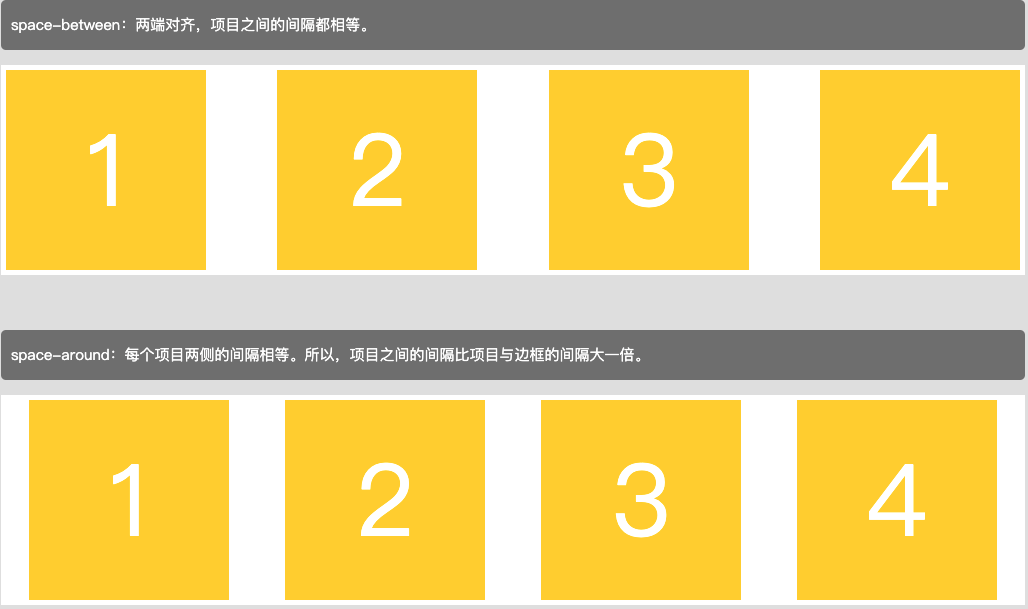 space-between：两端对齐，项目之间的间隔都相等。
1 2 3 4
space-around：每个项目两侧的间隔相等。所以，项目之间的间隔比项目与边框的间隔大一倍。
1 2 3 4